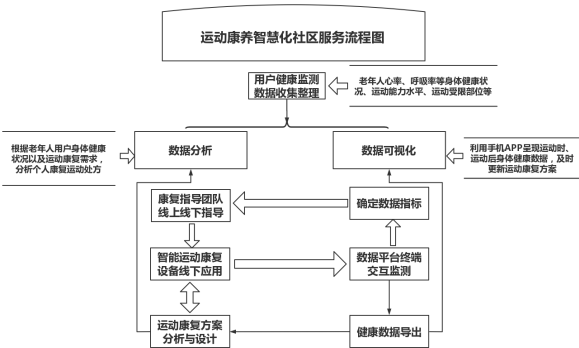 运动康养智慧化社区服务流程图
用户健康监测
数据收集整理
老年人心率、呼吸率等身体健康状
况、运动能力水平、运动受限部位等
根据老年人用户身体健康
状况以及运动康复需求，
分析个人康复运动处方
数据分析
数据可视化
利用手机APP呈现运动时、
运动后身体健康数据，及时
更新运动康复方案
康复指导团队
线上线下指导
确定数据指标
智能运动康复
设备线下应用
数据平台终端
交互监测
运动康复方案
分析与设计
健康数据导出